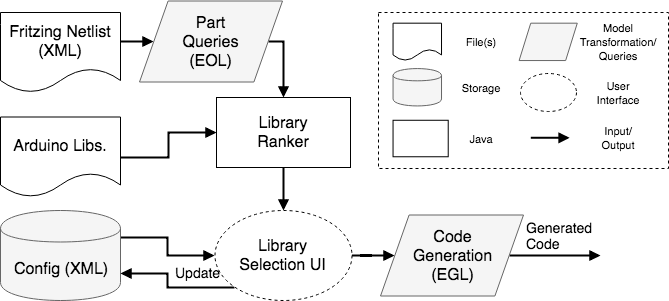 Fritzing Netlist
(XML)
Part
Queries
(EOL)
File(s)
Model
Transformation/
Queries
Storage
User
Interface
Java
Input/
Output
Library
Ranker
Arduino Libs.
Config (XML)
Update
Library
Selection UI
Code
Generation
(EGL)
Generated
Code